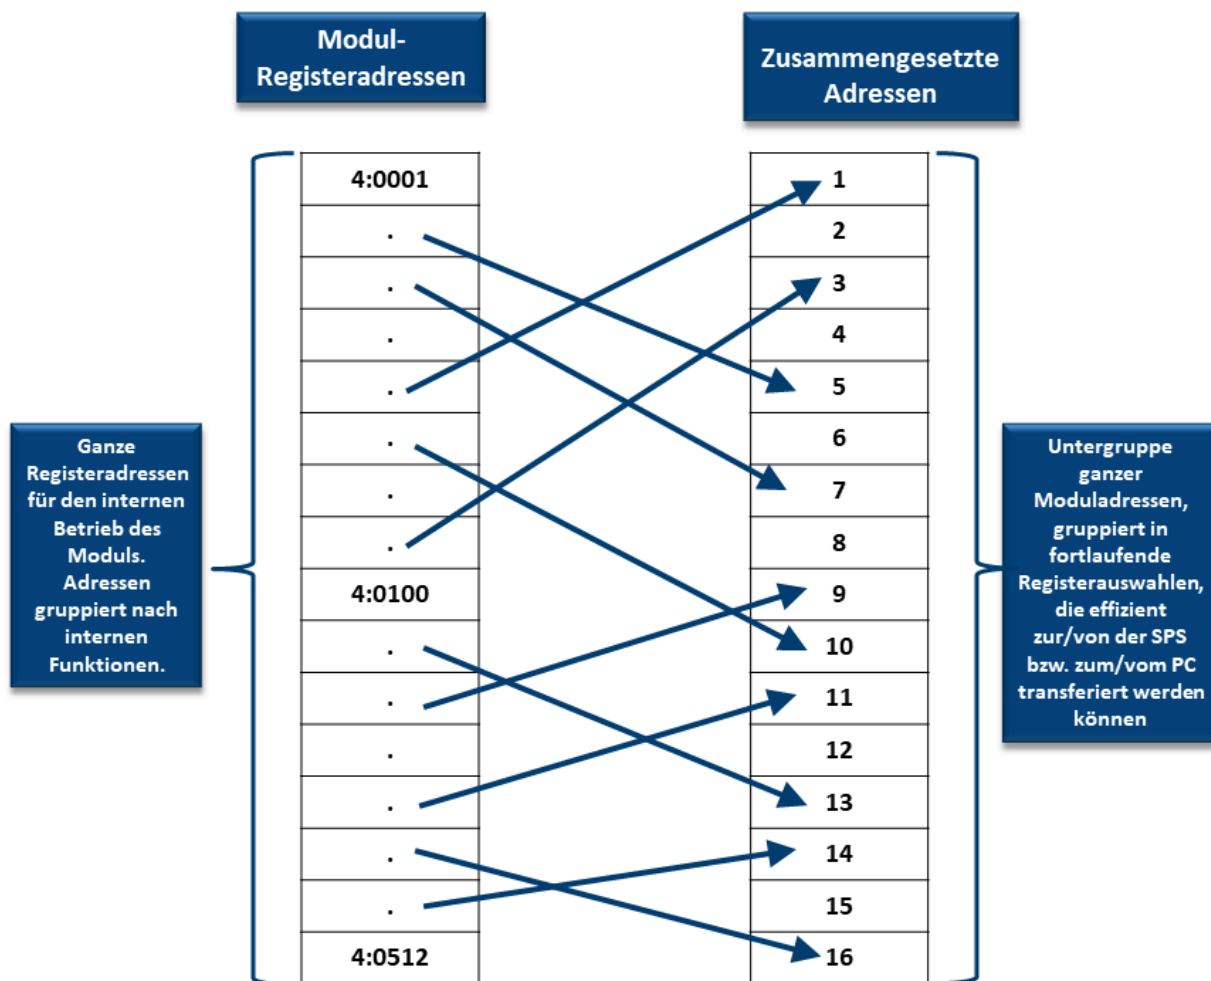 Modul-
Registeradressen
Zusammengesetzte
Adressen
4:0001
.
.
.
.
.
.
.
4:0100
.
.
.
.
.
.
4:0512
1
2
3
4
5
6
7
8
9
10
11
12
13
14
15
16
Ganze
Registeradressen
für den internen
Betrieb des
Moduls.
Adressen
gruppiert nach
internen
Funktionen.
Untergruppe
ganzer
Moduladressen,
gruppiert in
fortlaufende
Registerauswahlen,
die effizient
zur/von der SPS
bzw. zum/vom PC
transferiert werden
können